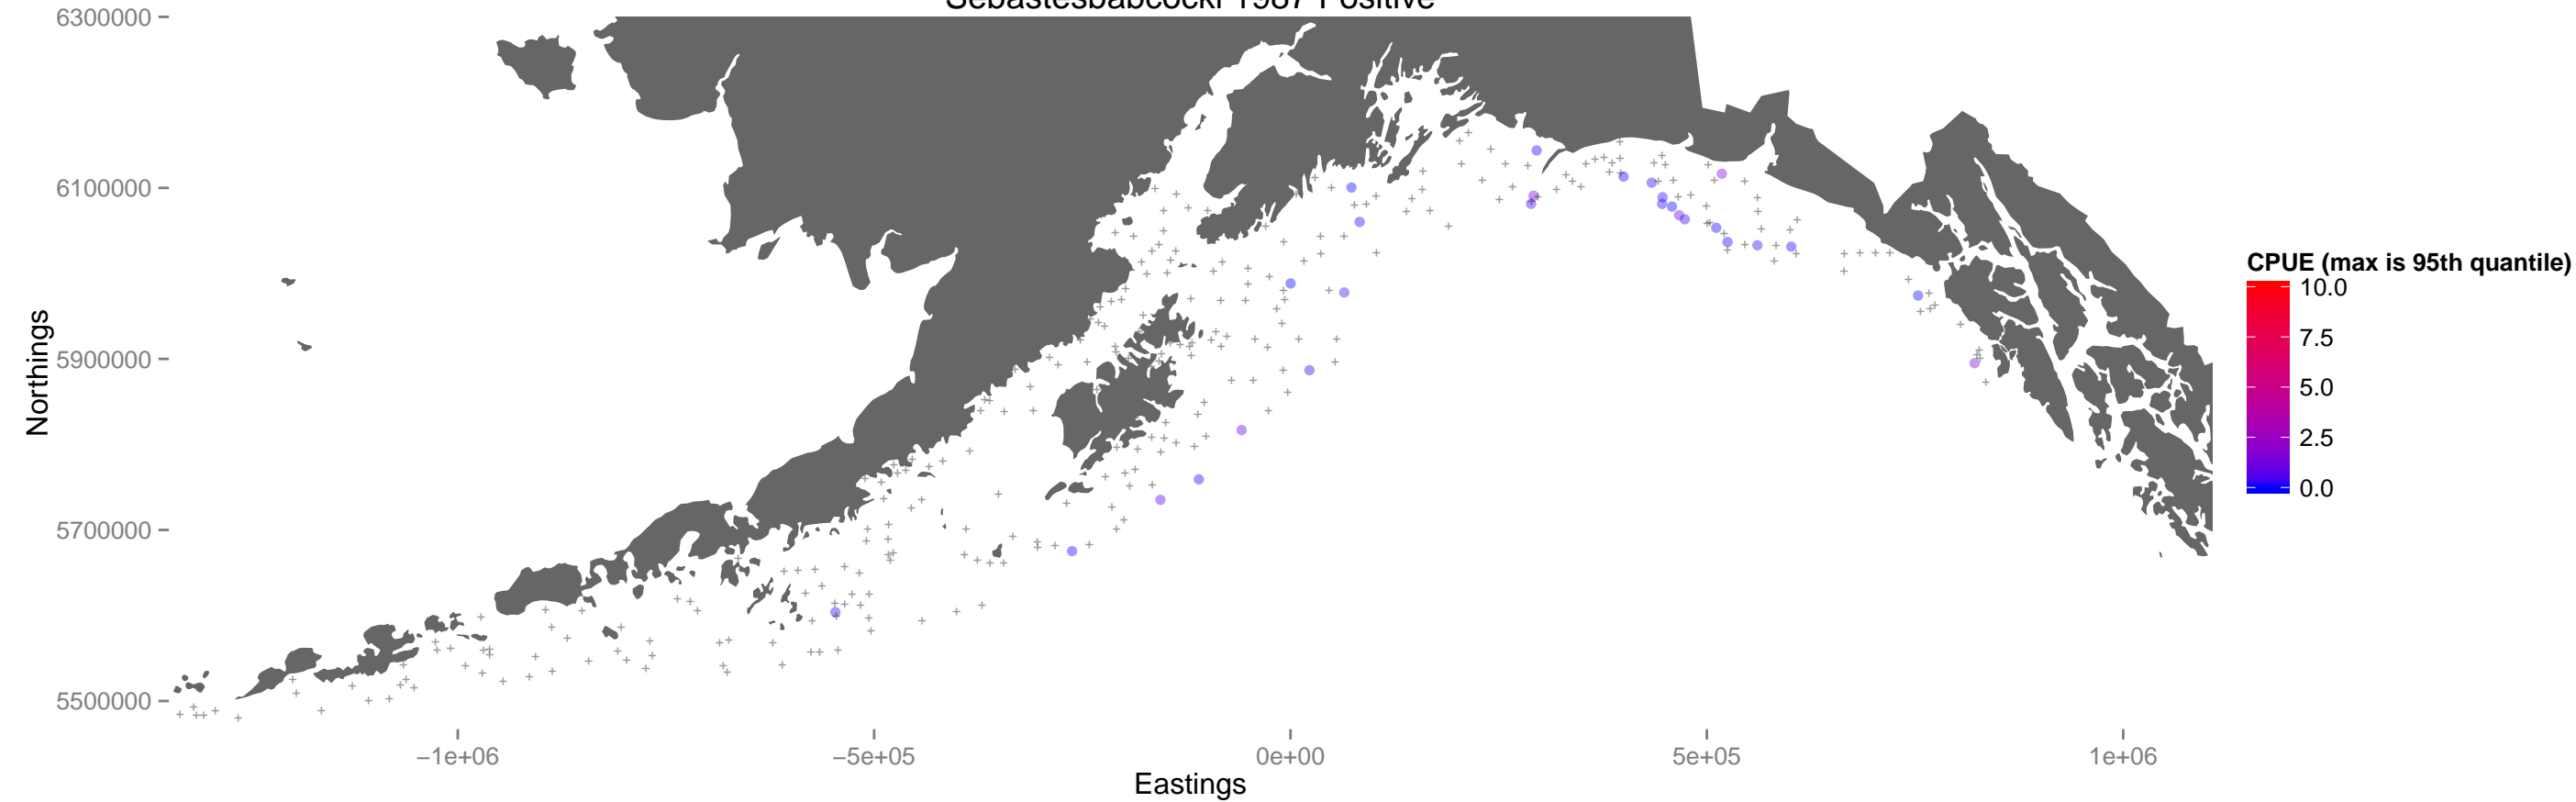 Sebastesbabcocki 1987 Positive
6300000
6100000
5900000
5700000
5500000
Northings
−1e+06
−5e+05
0e+00
5e+05
1e+06
Eastings
CPUE (max is 95th quantile)
10.0
7.5
5.0
2.5
0.0